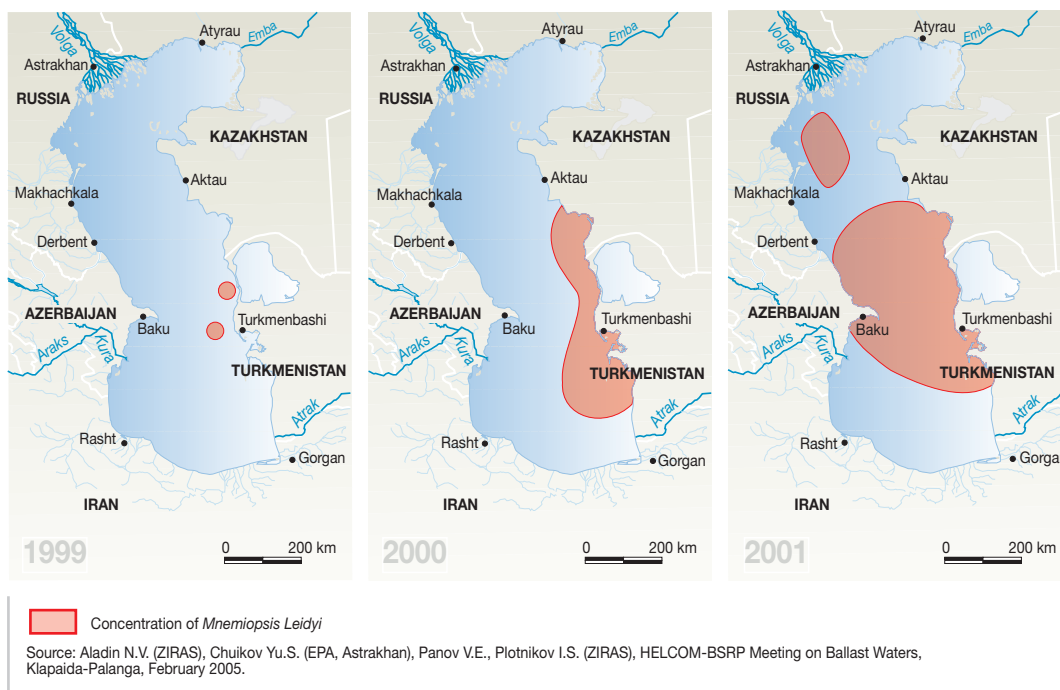 Atyrau
Volga
Emba
Astrakhan
RUSSIA
KAZAKHSTAN
Aktau
Makhachkala
Derbent
AZERBAIJAN
Baku
Turkmenbashi
Araks
Kura
TURKMENISTAN
Atrak
Rasht
Gorgan
IRAN
1999
0 200 km
Atyrau
Volga
Emba
Astrakhan
RUSSIA
KAZAKHSTAN
Aktau
Makhachkala
Derbent
AZERBAIJAN
Baku
Turkmenbashi
Araks
Kura
TURKMENISTAN
Atrak
Rasht
Gorgan
IRAN
2000
0 200 km
Atyrau
Volga
Emba
Astrakhan
RUSSIA
KAZAKHSTAN
Aktau
Makhachkala
Derbent
AZERBAIJAN
Baku
Turkmenbashi
Araks
Kura
TURKMENISTAN
Atrak
Rasht
Gorga
IRAN
2001
0 200 km
Concentration of Mnemiopsis Leidyi
Source: Aladin N.V. (ZIRAS), Chuikov Yu.S. (EPA, Astrakhan), Panov V.E., Plotnikov I.S. (ZIRAS), HELCOM-BSRP Meeting on Ballast Waters,
Klapaida-Palanga, February 2005.